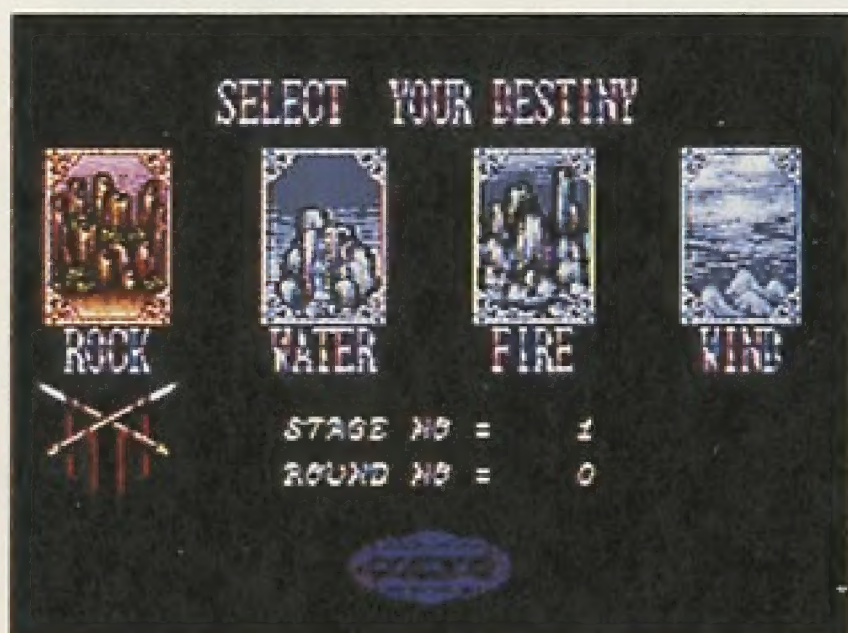 SELECT YOUR DESTINY
ROCK WATER FIRE WIND
STAGE NO = 1
ROUND NO = 0